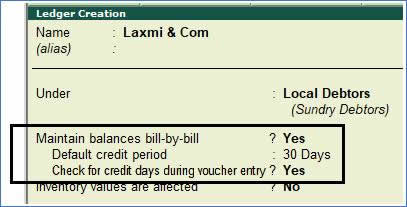 Ledger Creation
Name : Laxmi & Com
(alias) :
Under : Local Debtors
(Sundry Debtors)
Maintain balances bill-by-bill ? Yes
Default credit period : 30 Days
Check for credit days during voucher entry ? Yes
Inventory values are affected ? No